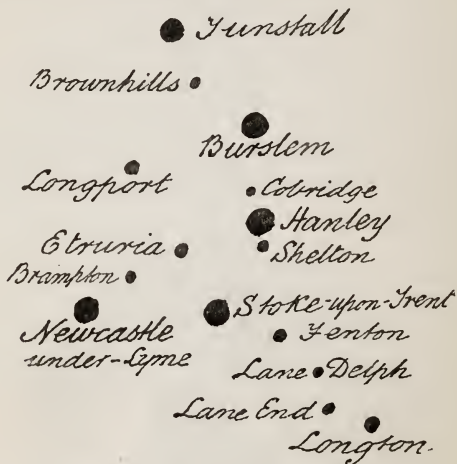 Tunstall
Brownhills
Burslem
Longport
Cobridge
Hanley
Etruria
Shelton
Brampton
Stoke-upon-Trent
Newcastle
under-Lyme
Fenton
Lane Delph
Lane End
Longton.